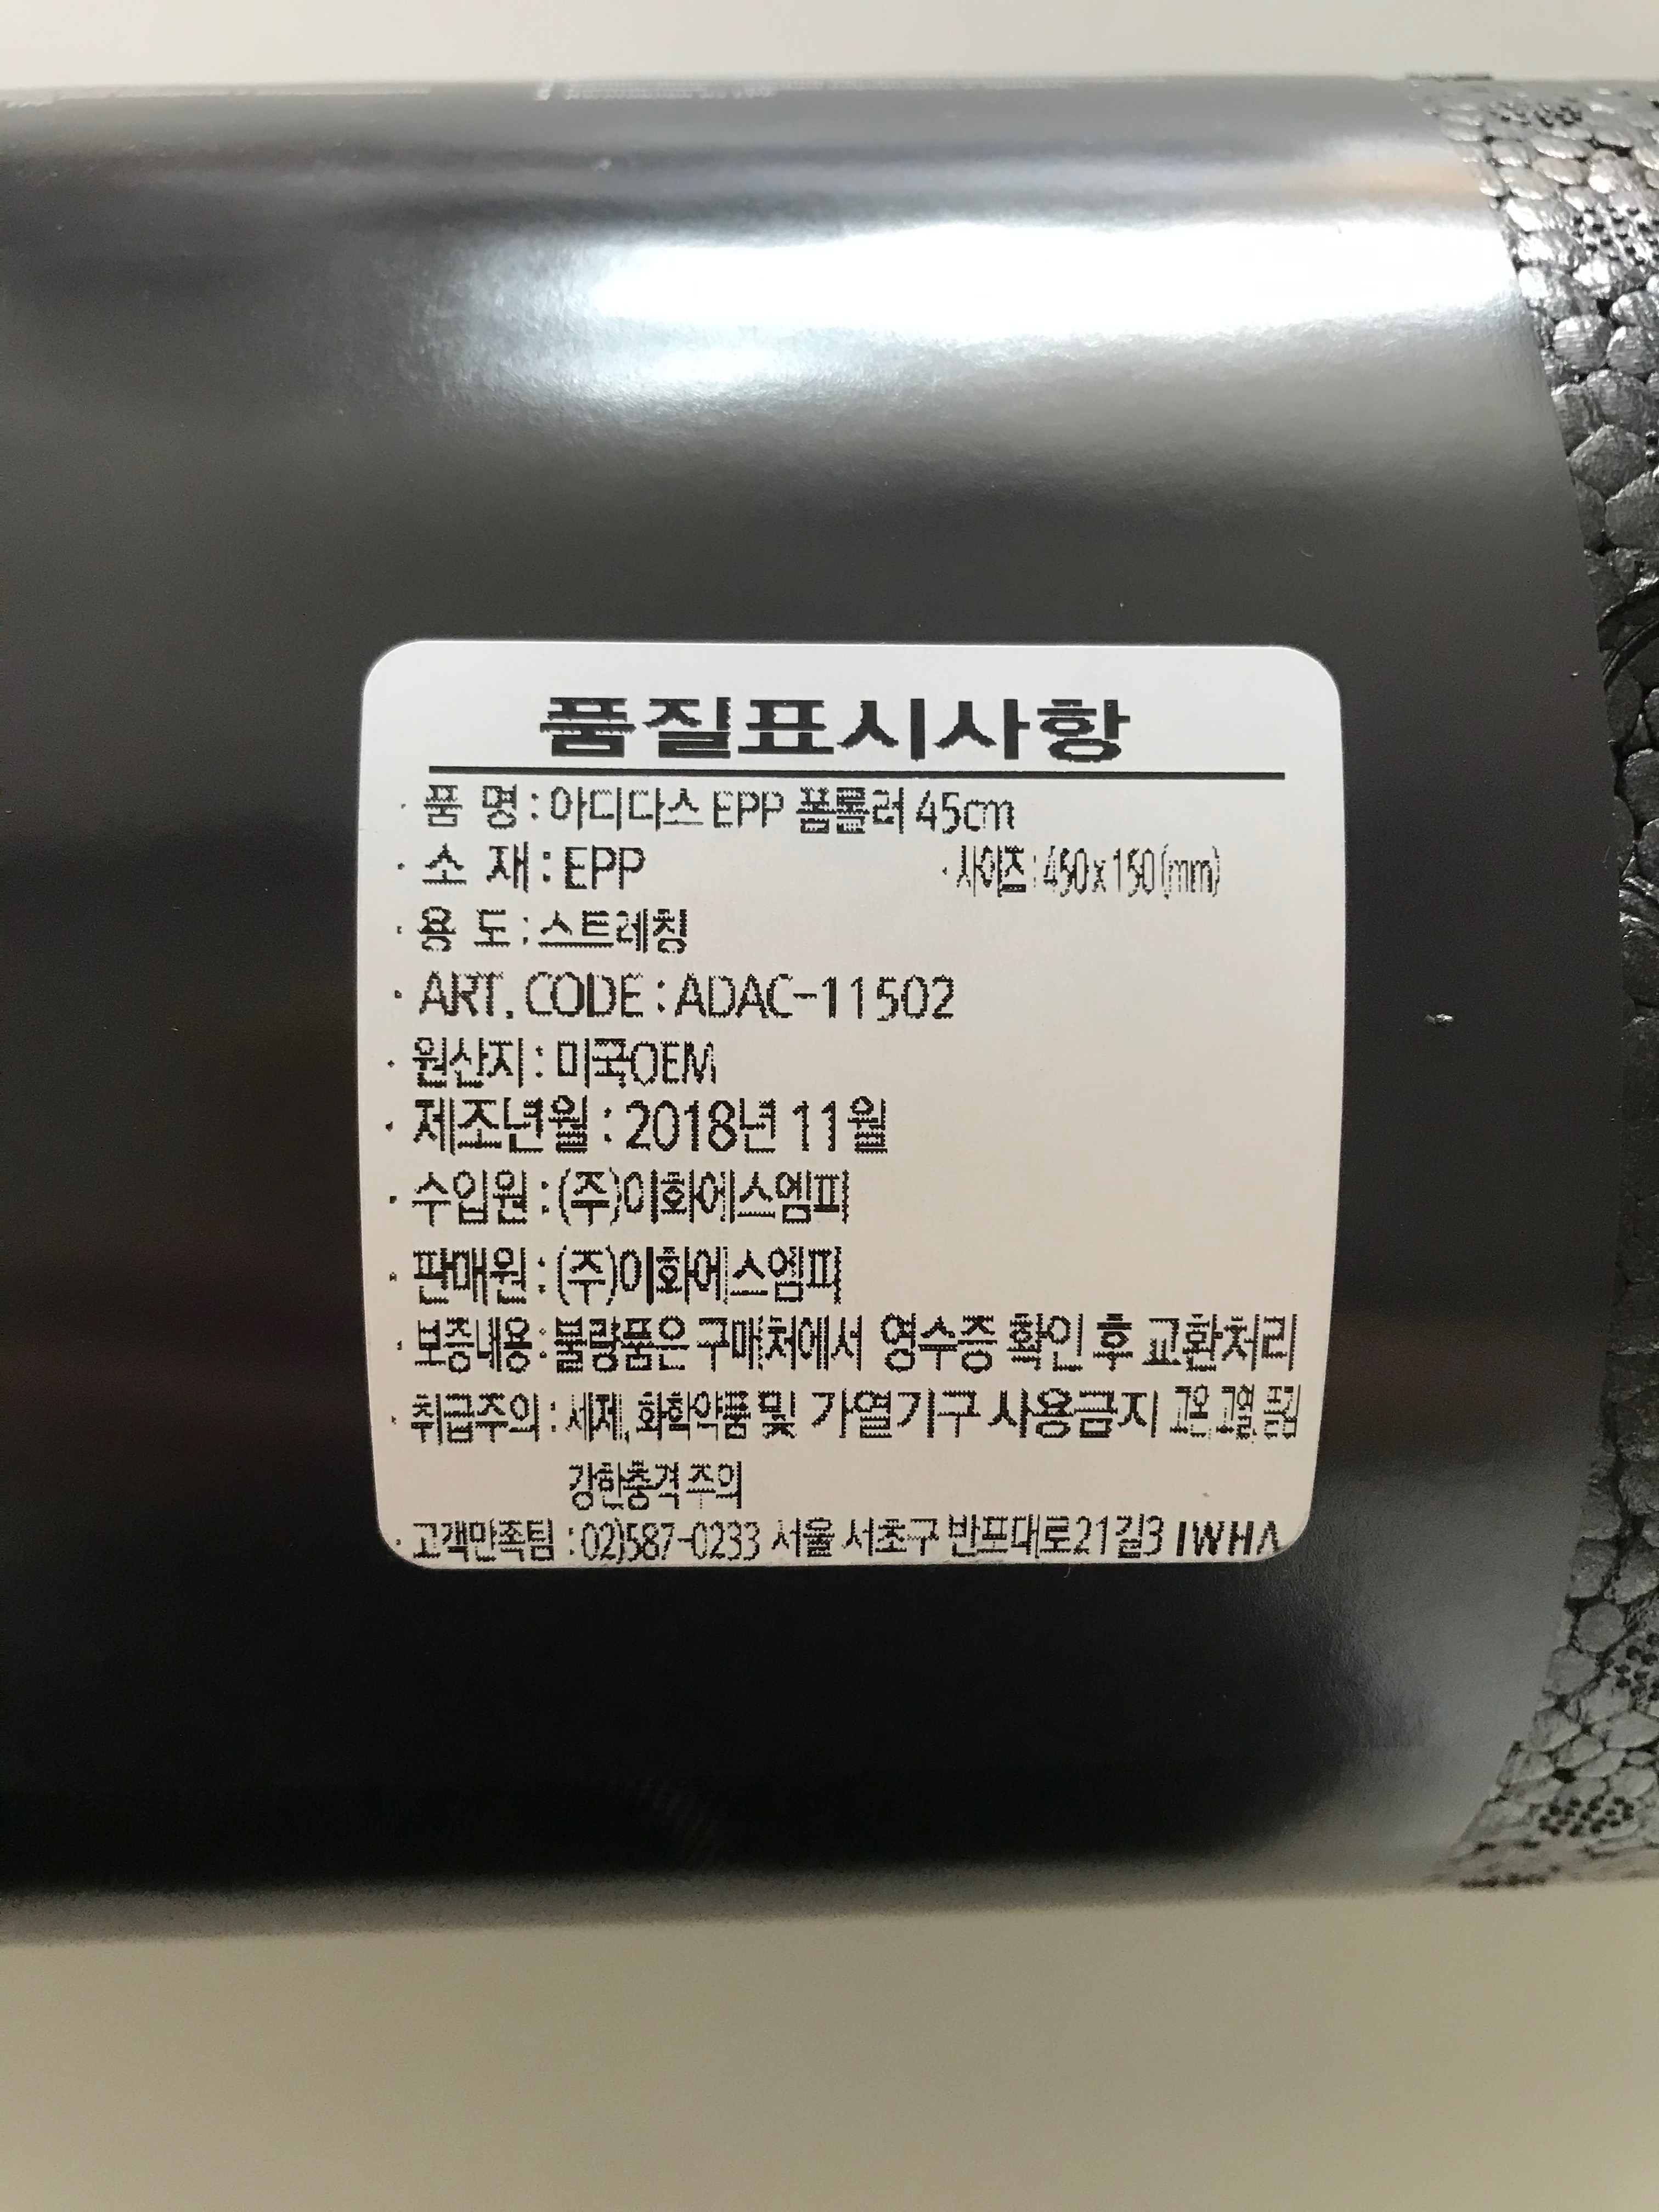 품질표시사항
· 품 명 : 아디다스 EPP 폼롤러 45cm
· 소 재 : EPP · 사이즈 : 450x150(mm)
· 용 도 : 스트레칭
· ART.CODE : ADAC-11502
· 원산지 : 미국OEM
· 제조년월 : 2018년 11월
· 수입원 : (주)이화에스엠피
· 판매원 : (주)이화에스엠피
· 보증내용 : 불량품은 구매처에서 영수증 확인 후 교환처리
· 취급주의 : 세제, 화학약품 및 가열기구 사용금지 고온 고열
강한충격 주의
· 고객만족팀 : 02)587-0233 서울 서초구 반포대로21길3 IWHA